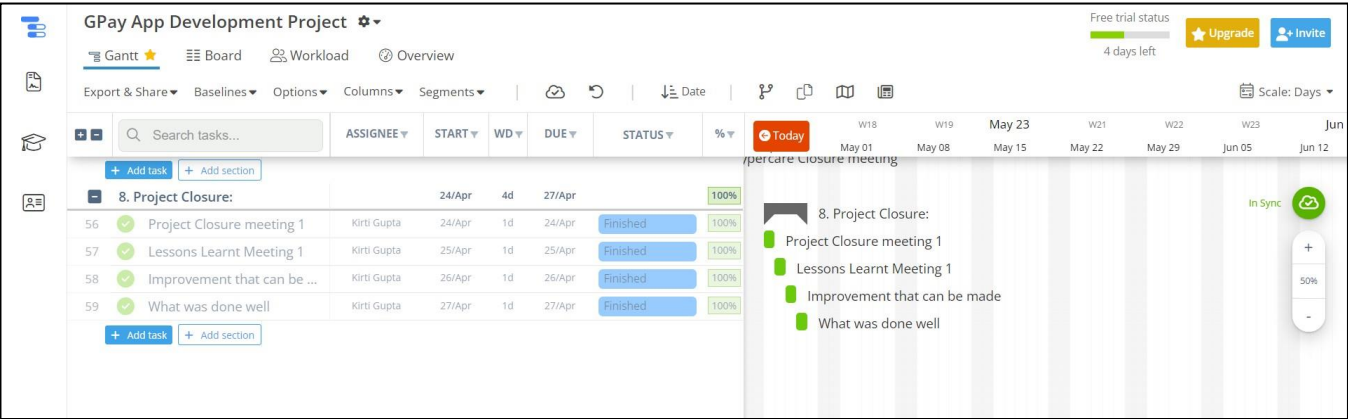 GPay App Development Project
Free trial status
4 days left
Upgrade
Invite
Gantt
Board
Workload
Overview
Export & Share
Baselines
Options
Columns
Segments
Date
Scale: Days
Search tasks...
ASSIGNEE
START
WD
DUE
STATUS
%
Today
W18 W19 May 23 W21 W22 W23 Jun
May 01 May 08 May 15 May 22 May 29 Jun 05 Jun 12
ypercare Closure meeting
+ Add task + Add section
8. Project Closure: 24/Apr 4d 27/Apr 100%
56 Project Closure meeting 1 Kirti Gupta 24/Apr 1d 24/Apr Finished 100%
57 Lessons Learnt Meeting 1 Kirti Gupta 25/Apr 1d 25/Apr Finished 100%
58 Improvement that can be ... Kirti Gupta 26/Apr 1d 26/Apr Finished 100%
59 What was done well Kirti Gupta 27/Apr 1d 27/Apr Finished 100%
+ Add task + Add section
8. Project Closure:
Project Closure meeting 1
Lessons Learnt Meeting 1
Improvement that can be made
What was done well
In Sync
+
50%
-